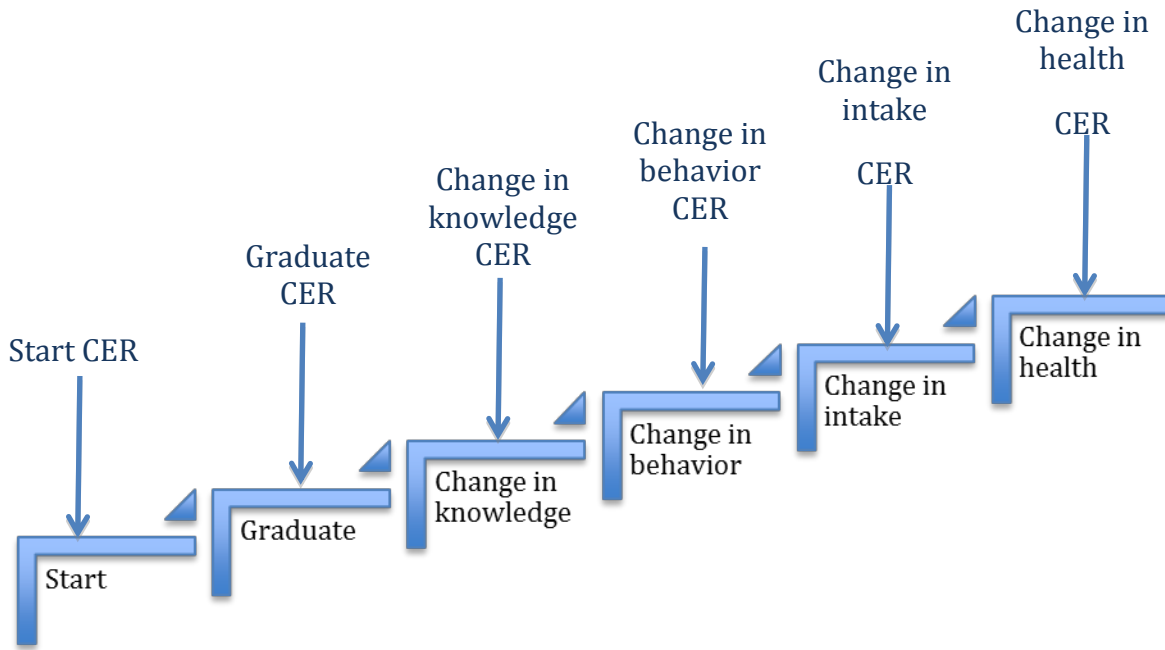 Start CER
Start
Graduate
CER
Graduate
Change in
knowledge
CER
Change in
knowledge
Change in
behavior
CER
Change in
behavior
Change in
intake
CER
Change in
intake
Change in
health
CER
Change in
health